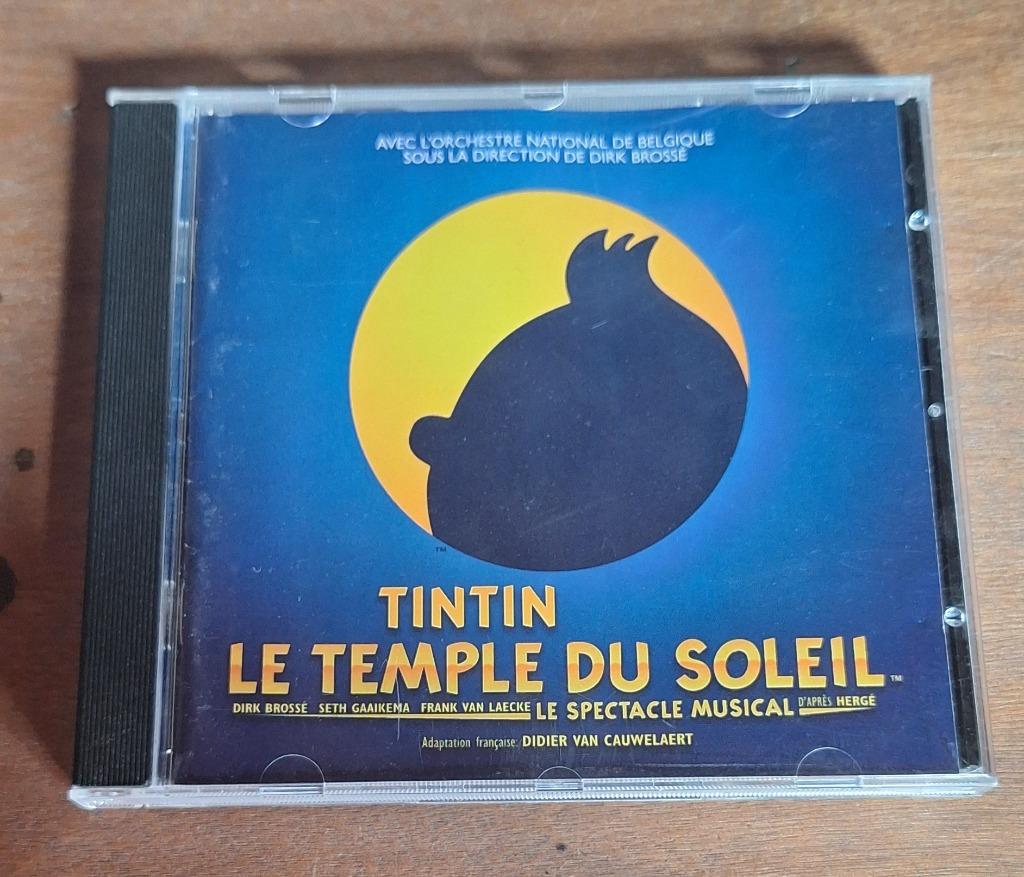 AVEC L'ORCHESTRE NATIONAL DE BELGIQUE
SOUS LA DIRECTION DE DIRK BROSSÉ
™
TINTIN
LE TEMPLE DU SOLEIL™
DIRK BROSSÉ SETH GAAIKEMA FRANK VAN LAECKE LE SPECTACLE MUSICAL D'APRÈS HERGÉ
Adaptation française: DIDIER VAN CAUWELAERT